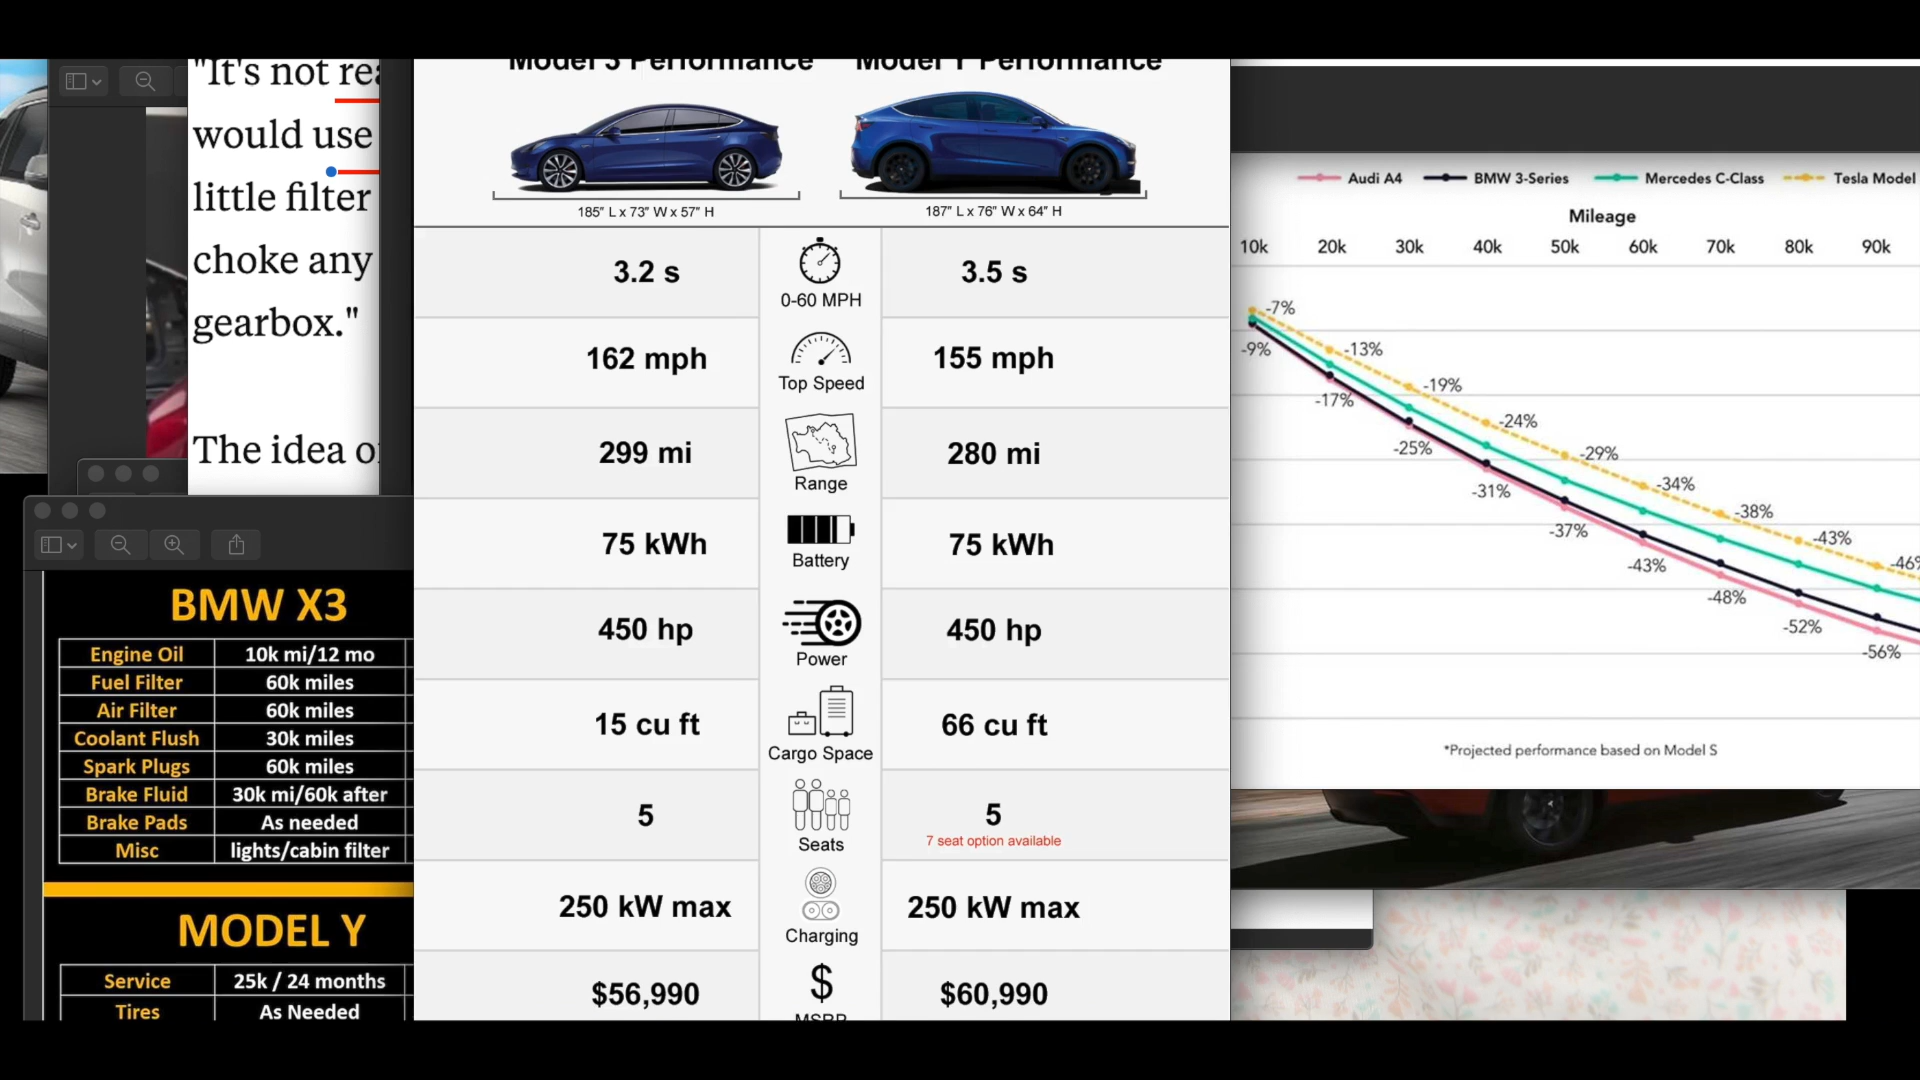 "It's not
would use
little filter
choke any
gearbox."
The idea
BMW X3
Engine Oil 10k mi/12 mo
Fuel Filter 60k miles
Air Filter 60k miles
Coolant Flush 30k miles
Spark Plugs 60k miles
Brake Fluid 30k mi/60k after
Brake Pads As needed
Misc lights/cabin filter
MODEL Y
Service 25k / 24 months
Tires As Needed
Model 3 Performance Model Y Performance
185" L x 73" W x 57" H 187" L x 76" W x 64" H
3.2 s 0-60 MPH 3.5 s
162 mph Top Speed 155 mph
299 mi Range 280 mi
75 kWh Battery 75 kWh
450 hp Power 450 hp
15 cu ft Cargo Space 66 cu ft
5 Seats 5
7 seat option available
250 kW max Charging 250 kW max
$56,990 $ $60,990
MSRP
Audi A4 BMW 3-Series Mercedes C-Class Tesla Model
Mileage
10k 20k 30k 40k 50k 60k 70k 80k 90k
-7%
-13%
-19%
-24%
-29%
-34%
-38%
-43%
-46%
-9%
-17%
-25%
-31%
-37%
-43%
-48%
-52%
-56%
*Projected performance based on Model S